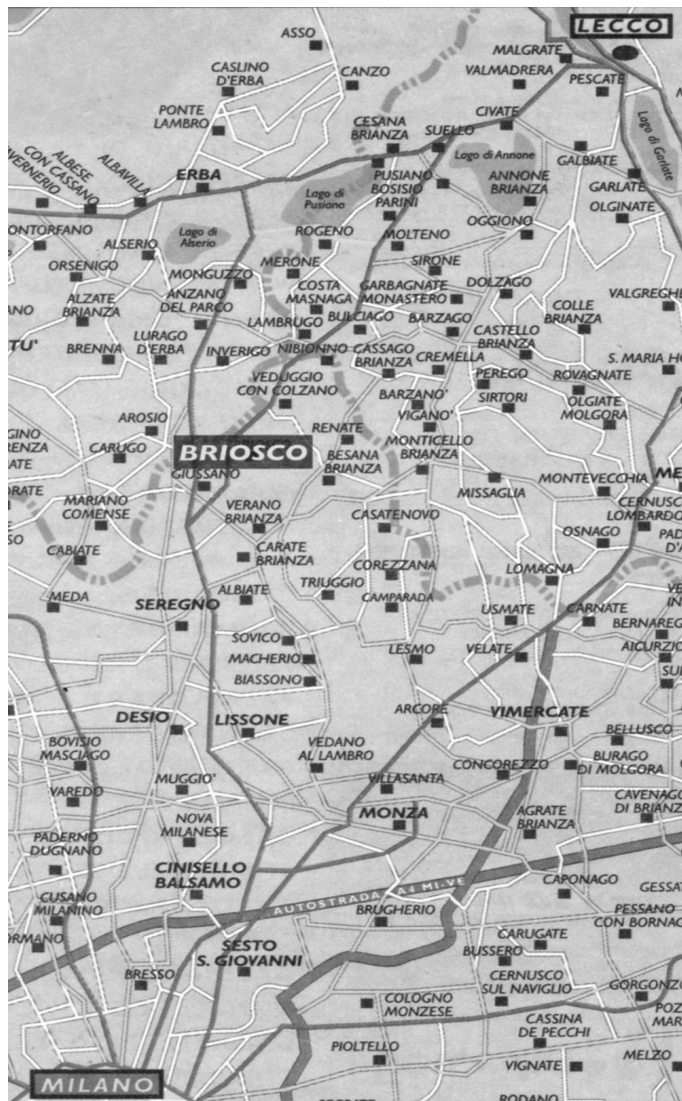 LECCO
ASSO
MALGRATE
CASLINO
D'ERBA
CANZO
VALMADRERA
PESCATE
PONTE
LAMBRO
CESANA
BRIANZA
SUELLO
CIVATE
Lago di Garlate
Lago di Annone
GALBIATE
ALBESE
CON CASSANO
ALBAVILLA
ERBA
PUSIANO
BOSISIO
PARINI
ANNONE
BRIANZA
GARLATE
OLGINATE
Lago di
Pusiano
Lago di
Alserio
OGGIONO
ALSERIO
ROGENO
MOLTENO
ORSENIGO
MONGUZZO
MERONE
SIRONE
COSTA
MASNAGA
GARBAGNATE
MONASTERO
DOLZAGO
ALZATE
BRIANZA
ANZANO
DEL PARCO
COLLE
BRIANZA
LAMBRUGO
BULCIAGO
BARZAGO
CASTELLO
BRIANZA
BRENNA
LURAGO
D'ERBA
INVERIGO
NIBIONNO
CASSAGO
BRIANZA
CREMELLA
S. MARIA HO
VEDUGGIO
CON COLZANO
PEREGO
ROVAGNATE
BARZANO'
SIRTORI
OLGIATE
MOLGORA
AROSIO
VIGANO'
RENATE
BRIOSCO
CARUGO
BESANA
BRIANZA
MONTICELLO
BRIANZA
GIUSSANO
MISSAGLIA
MONTEVECCHIA
MARIANO
COMENSE
VERANO
BRIANZA
CASATENOVO
CERNUSC
LOMBARDO
OSNAGO
CABIATE
CARATE
BRIANZA
COREZZANA
LOMAGNA
TRIUGGIO
MEDA
ALBIATE
CAMPARADA
SEREGNO
USMATE
CARNATE
BERNAREG
SOVICO
MACHERIO
LESMO
VELATE
AICURZIO
BIASSONO
DESIO
LISSONE
ARCORE
VIMERCATE
BOVISIO
MASCIAGO
VEDANO
AL LAMBRO
BELLUSCO
CONCOREZZO
BURAGO
DI MOLGORA
VAREDO
MUGGIO'
VILLASANTA
CAVENAGO
DI BRIANZ
NOVA
MILANESE
MONZA
AGRATE
BRIANZA
PADERNO
DUGNANO
CINISELLO
BALSAMO
CAPONAGO
GESSAT
AUTOSTRADA A4 MI-VE
CUSANO
MILANINO
BRUGHERIO
PESSANO
CON BORNAG
ORMANO
SESTO
S. GIOVANNI
CARUGATE
BUSSERO
BRESSO
CERNUSCO
SUL NAVIGLIO
GORGONZ
COLOGNO
MONZESE
CASSINA
DE PECCHI
POZ
MAR
PIOLTELLO
VIGNATE
MELZO
MILANO
RODANO